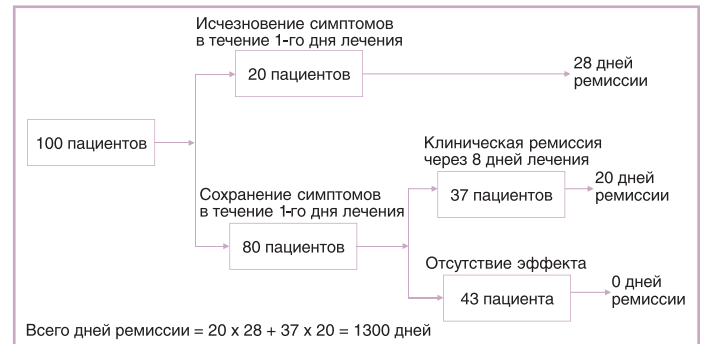 Исчезновение симптомов
в течение 1-го дня лечения
20 пациентов
28 дней
ремиссии
100 пациентов
Клиническая ремиссия
через 8 дней лечения
37 пациентов
20 дней
ремиссии
Сохранение симптомов
в течение 1-го дня лечения
80 пациентов
Отсутствие эффекта
43 пациента
0 дней
ремиссии
Всего дней ремиссии = 20 x 28 + 37 x 20 = 1300 дней